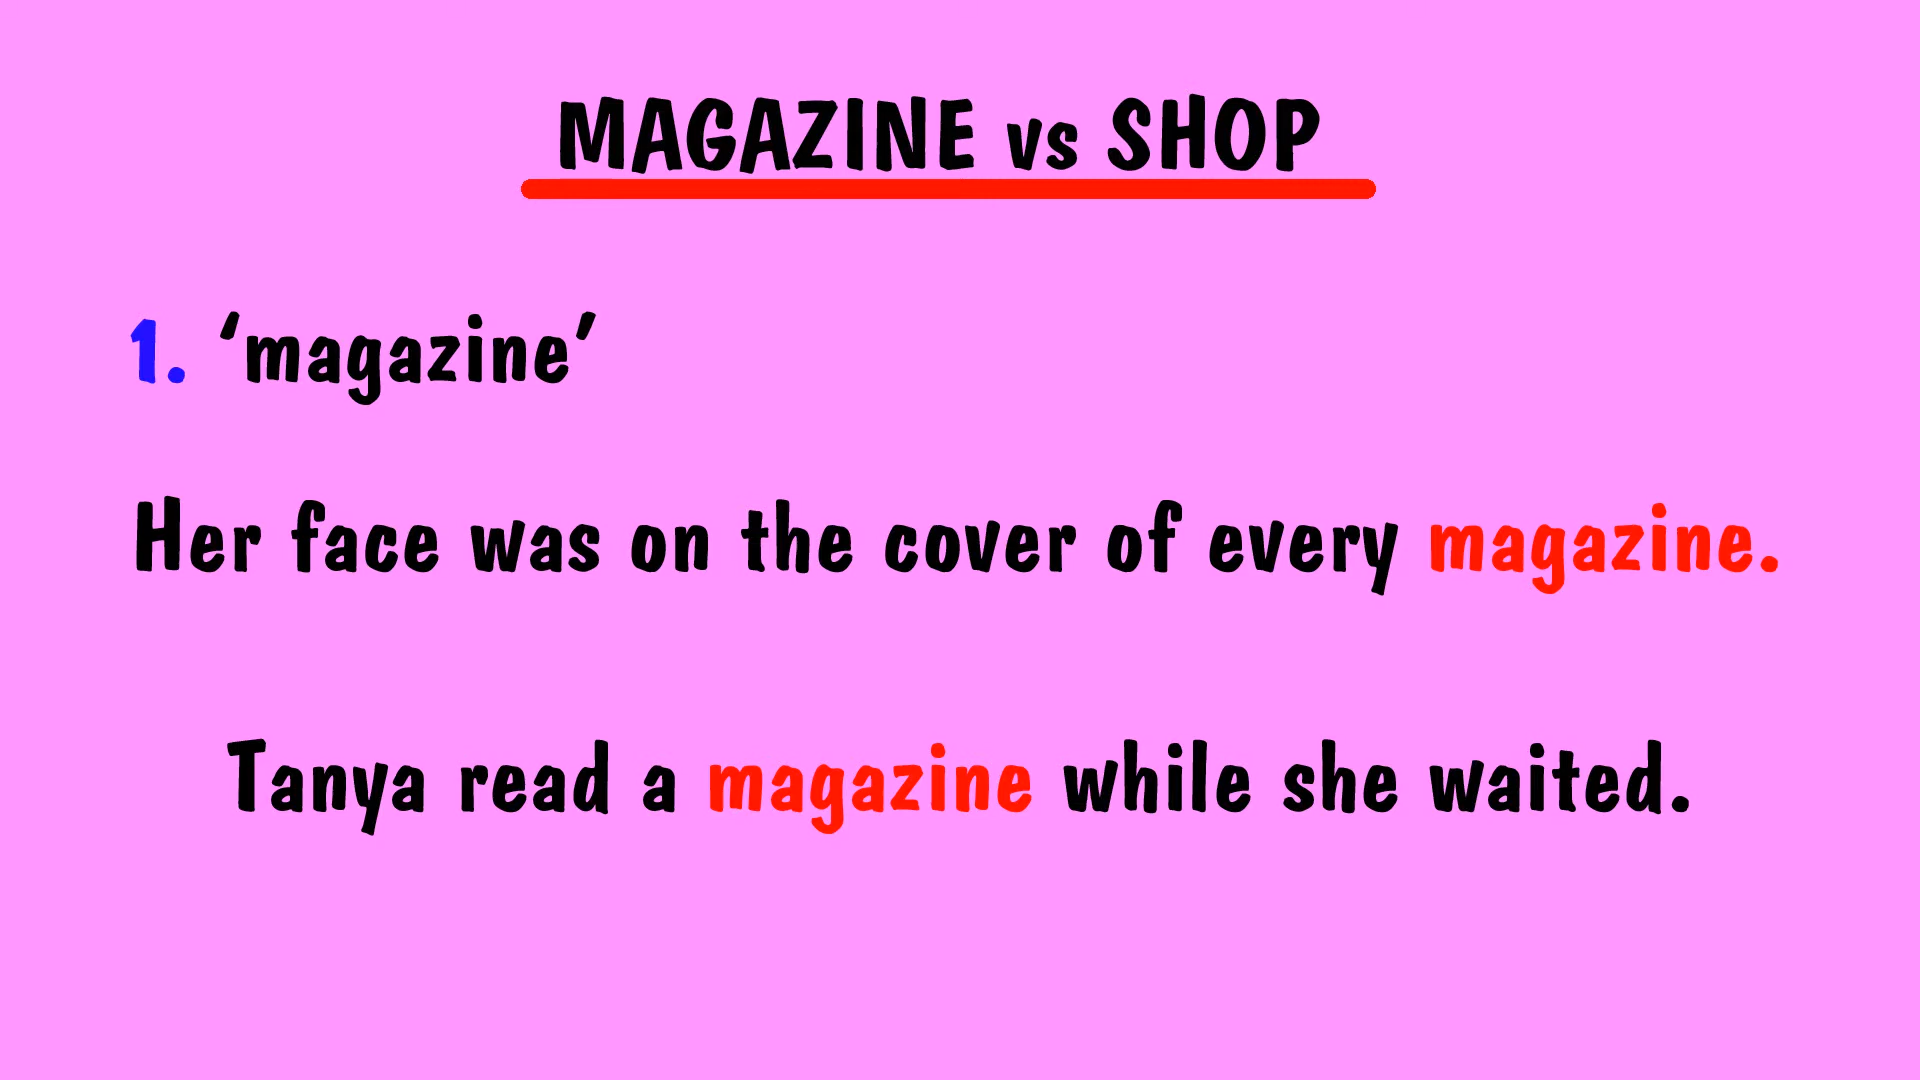 MAGAZINE vs SHOP
1. ‘magazine’
Her face was on the cover of every magazine.
Tanya read a magazine while she waited.